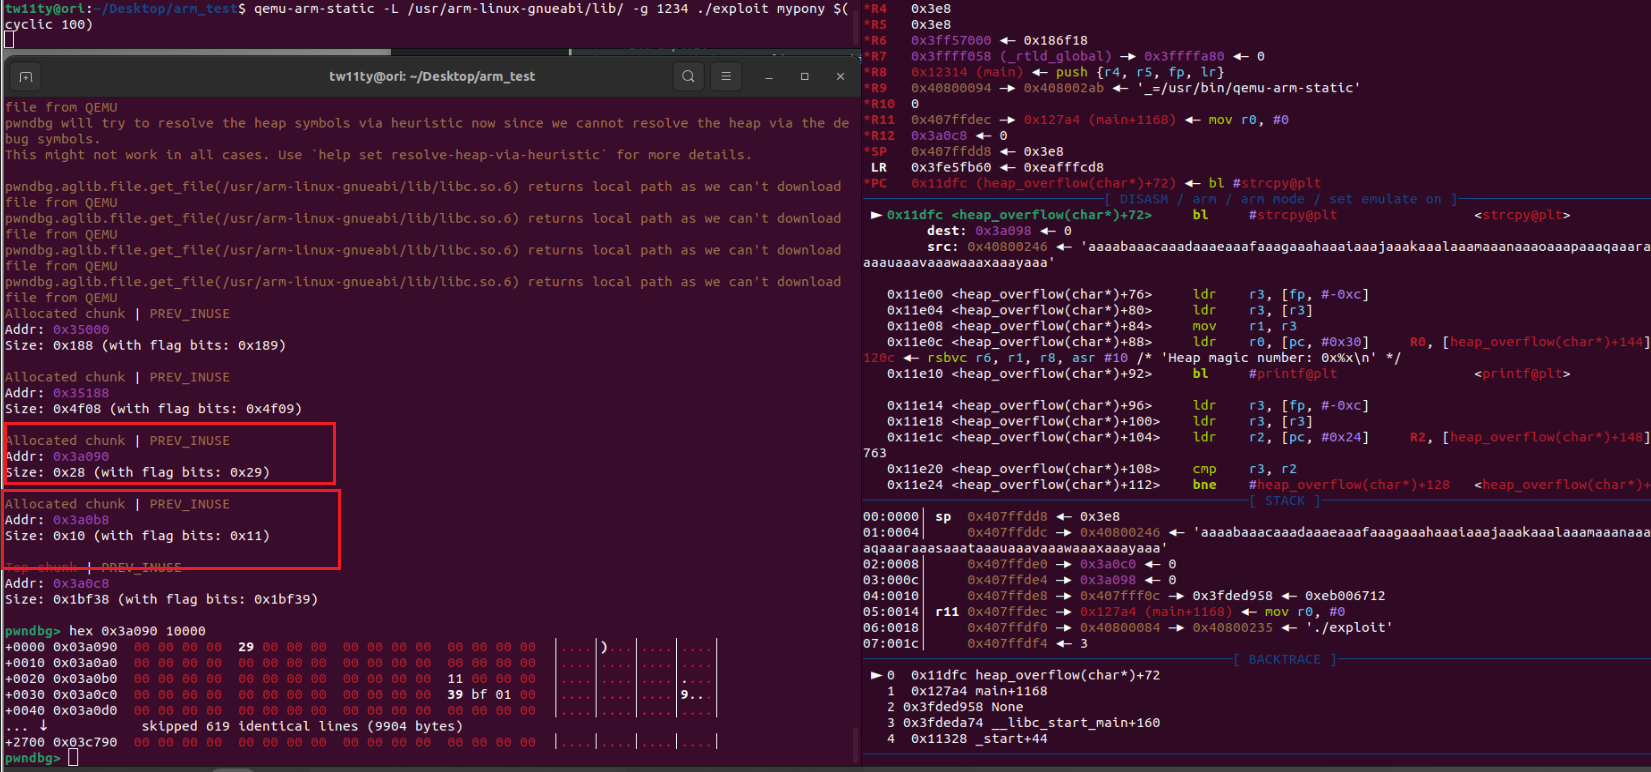 tw11ty@ori:~/Desktop/arm_test$ qemu-arm-static -L /usr/arm-linux-gnueabi/lib/ -g 1234 ./exploit mypony $(
cyclic 100)
tw11ty@ori: ~/Desktop/arm_test
file from QEMU
pwndbg will try to resolve the heap symbols via heuristic now since we cannot resolve the heap via the de
bug symbols.
This might not work in all cases. Use `help set resolve-heap-via-heuristic` for more details.
pwndbg.aglib.file.get_file(/usr/arm-linux-gnueabi/lib/libc.so.6) returns local path as we can't download
file from QEMU
pwndbg.aglib.file.get_file(/usr/arm-linux-gnueabi/lib/libc.so.6) returns local path as we can't download
file from QEMU
pwndbg.aglib.file.get_file(/usr/arm-linux-gnueabi/lib/libc.so.6) returns local path as we can't download
file from QEMU
pwndbg.aglib.file.get_file(/usr/arm-linux-gnueabi/lib/libc.so.6) returns local path as we can't download
file from QEMU
Allocated chunk | PREV_INUSE
Addr: 0x35000
Size: 0x188 (with flag bits: 0x189)
Allocated chunk | PREV_INUSE
Addr: 0x35188
Size: 0x4f08 (with flag bits: 0x4f09)
Allocated chunk | PREV_INUSE
Addr: 0x3a090
Size: 0x28 (with flag bits: 0x29)
Allocated chunk | PREV_INUSE
Addr: 0x3a0b8
Size: 0x10 (with flag bits: 0x11)
Top chunk | PREV_INUSE
Addr: 0x3a0c8
Size: 0x1bf38 (with flag bits: 0x1bf39)
pwndbg> hex 0x3a090 10000
+0000 0x03a090  00 00 00 00  29 00 00 00  00 00 00 00  00 00 00 00  |....|)...|....|....|
+0010 0x03a0a0  00 00 00 00  00 00 00 00  00 00 00 00  00 00 00 00  |....|....|....|....|
+0020 0x03a0b0  00 00 00 00  00 00 00 00  00 00 00 00  11 00 00 00  |....|....|....|....|
+0030 0x03a0c0  00 00 00 00  00 00 00 00  00 00 00 00  39 bf 01 00  |....|....|....|9...|
+0040 0x03a0d0  00 00 00 00  00 00 00 00  00 00 00 00  00 00 00 00  |....|....|....|....|
... ↓            skipped 619 identical lines (9904 bytes)
+2700 0x03c790  00 00 00 00  00 00 00 00  00 00 00 00  00 00 00 00  |....|....|....|....|
pwndbg>
*R4   0x3e8
*R5   0x3e8
*R6   0x3ff57000 ◂— 0x186f18
*R7   0x3ffff058 (_rtld_global) —▸ 0x3ffffa80 ◂— 0
*R8   0x12314 (main) ◂— push {r4, r5, fp, lr}
*R9   0x40800094 —▸ 0x408002ab ◂— '_=/usr/bin/qemu-arm-static'
*R10  0
*R11  0x407ffdec —▸ 0x127a4 (main+1168) ◂— mov r0, #0
*R12  0x3a0c8 ◂— 0
*SP   0x407ffdd8 ◂— 0x3e8
LR   0x3fe5fb60 ◂— 0xeafffcd8
*PC   0x11dfc (heap_overflow(char*)+72) ◂— bl #strcpy@plt
[ DISASM / arm / arm mode / set emulate on ]
► 0x11dfc <heap_overflow(char*)+72>     bl     #strcpy@plt                 <strcpy@plt>
dest: 0x3a098 ◂— 0
src: 0x40800246 ◂— 'aaaabaaacaaadaaaeaaafaaagaaahaaaiaaajaaakaaalaaamaaanaaaoaaapaaaqaaara
aaauaaavaaawaaaxaaayaaa'
0x11e00 <heap_overflow(char*)+76>     ldr    r3, [fp, #-0xc]
0x11e04 <heap_overflow(char*)+80>     ldr    r3, [r3]
0x11e08 <heap_overflow(char*)+84>     mov    r1, r3
0x11e0c <heap_overflow(char*)+88>     ldr    r0, [pc, #0x30]     R0, [heap_overflow(char*)+144]
120c ◂— rsbvc r6, r1, r8, asr #10 /* 'Heap magic number: 0x%x\n' */
0x11e10 <heap_overflow(char*)+92>     bl     #printf@plt                 <printf@plt>
0x11e14 <heap_overflow(char*)+96>     ldr    r3, [fp, #-0xc]
0x11e18 <heap_overflow(char*)+100>    ldr    r3, [r3]
0x11e1c <heap_overflow(char*)+104>    ldr    r2, [pc, #0x24]     R2, [heap_overflow(char*)+148]
763
0x11e20 <heap_overflow(char*)+108>    cmp    r3, r2
0x11e24 <heap_overflow(char*)+112>    bne    #heap_overflow(char*)+128   <heap_overflow(char*)+
[ STACK ]
00:0000│ sp  0x407ffdd8 ◂— 0x3e8
01:0004│     0x407ffddc —▸ 0x40800246 ◂— 'aaaabaaacaaadaaaeaaafaaagaaahaaaiaaajaaakaaalaaamaaanaaa
aqaaaraaasaaataaauaaavaaawaaaxaaayaaa'
02:0008│     0x407ffde0 —▸ 0x3a0c0 ◂— 0
03:000c│     0x407ffde4 —▸ 0x3a098 ◂— 0
04:0010│     0x407ffde8 —▸ 0x407fff0c —▸ 0x3fded958 ◂— 0xeb006712
05:0014│ r11 0x407ffdec —▸ 0x127a4 (main+1168) ◂— mov r0, #0
06:0018│     0x407ffdf0 —▸ 0x40800084 —▸ 0x40800235 ◂— './exploit'
07:001c│     0x407ffdf4 ◂— 3
[ BACKTRACE ]
► 0  0x11dfc heap_overflow(char*)+72
1  0x127a4 main+1168
2 0x3fded958 None
3 0x3fdeda74 __libc_start_main+160
4  0x11328 _start+44